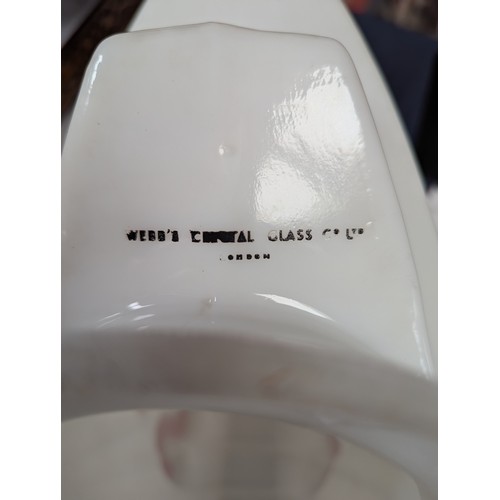 WEBB'S CRYSTAL GLASS Cº LTD
LONDON